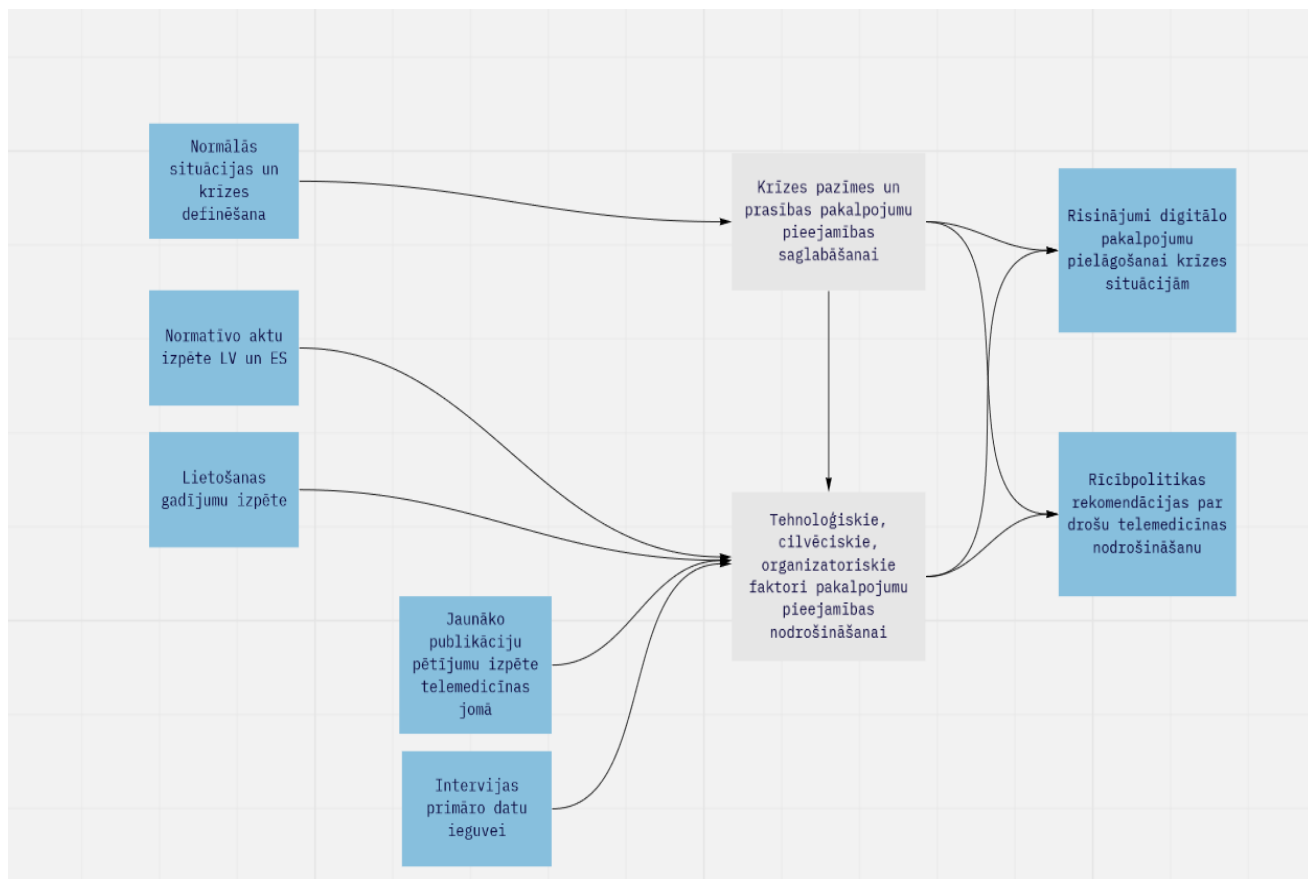 Normālās
situācijas un
krīzes
definēšana
Normatīvo aktu
izpēte LV un ES
Lietošanas
gadījumu izpēte
Jaunāko
publikāciju
pētījumu izpēte
telemedicīnas
jomā
Intervijas
primāro datu
ieguvei
Krīzes pazīmes un
prasības pakalpojumu
pieejamības
saglabāšanai
Tehnoloģiskie,
cilvēciskie,
organizatoriskie
faktori pakalpojumu
pieejamības
nodrošināšanai
Risinājumi digitālo
pakalpojumu
pielāgošanai krīzes
situācijām
Rīcībpolitikas
rekomendācijas par
drošu telemedicīnas
nodrošināšanu